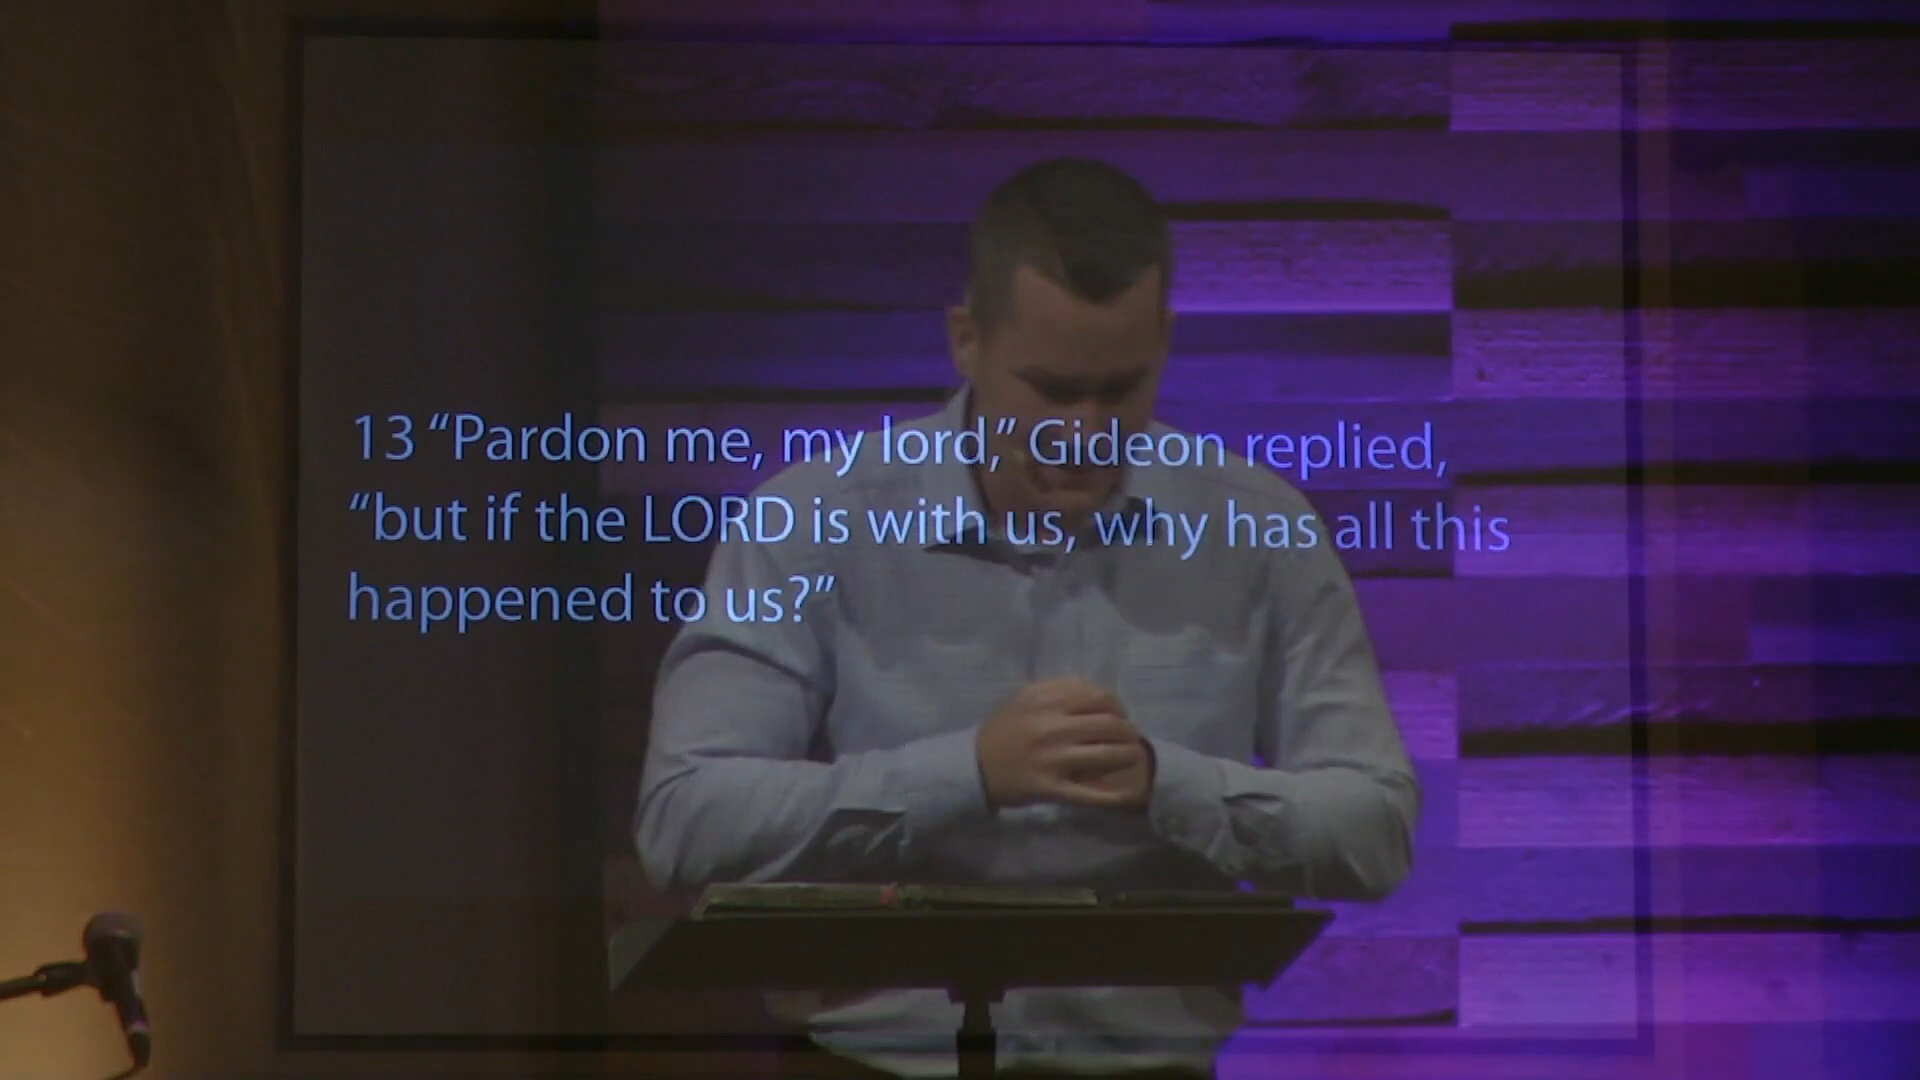 13 “Pardon me, my lord,” Gideon replied,
“but if the LORD is with us, why has all this
happened to us?”